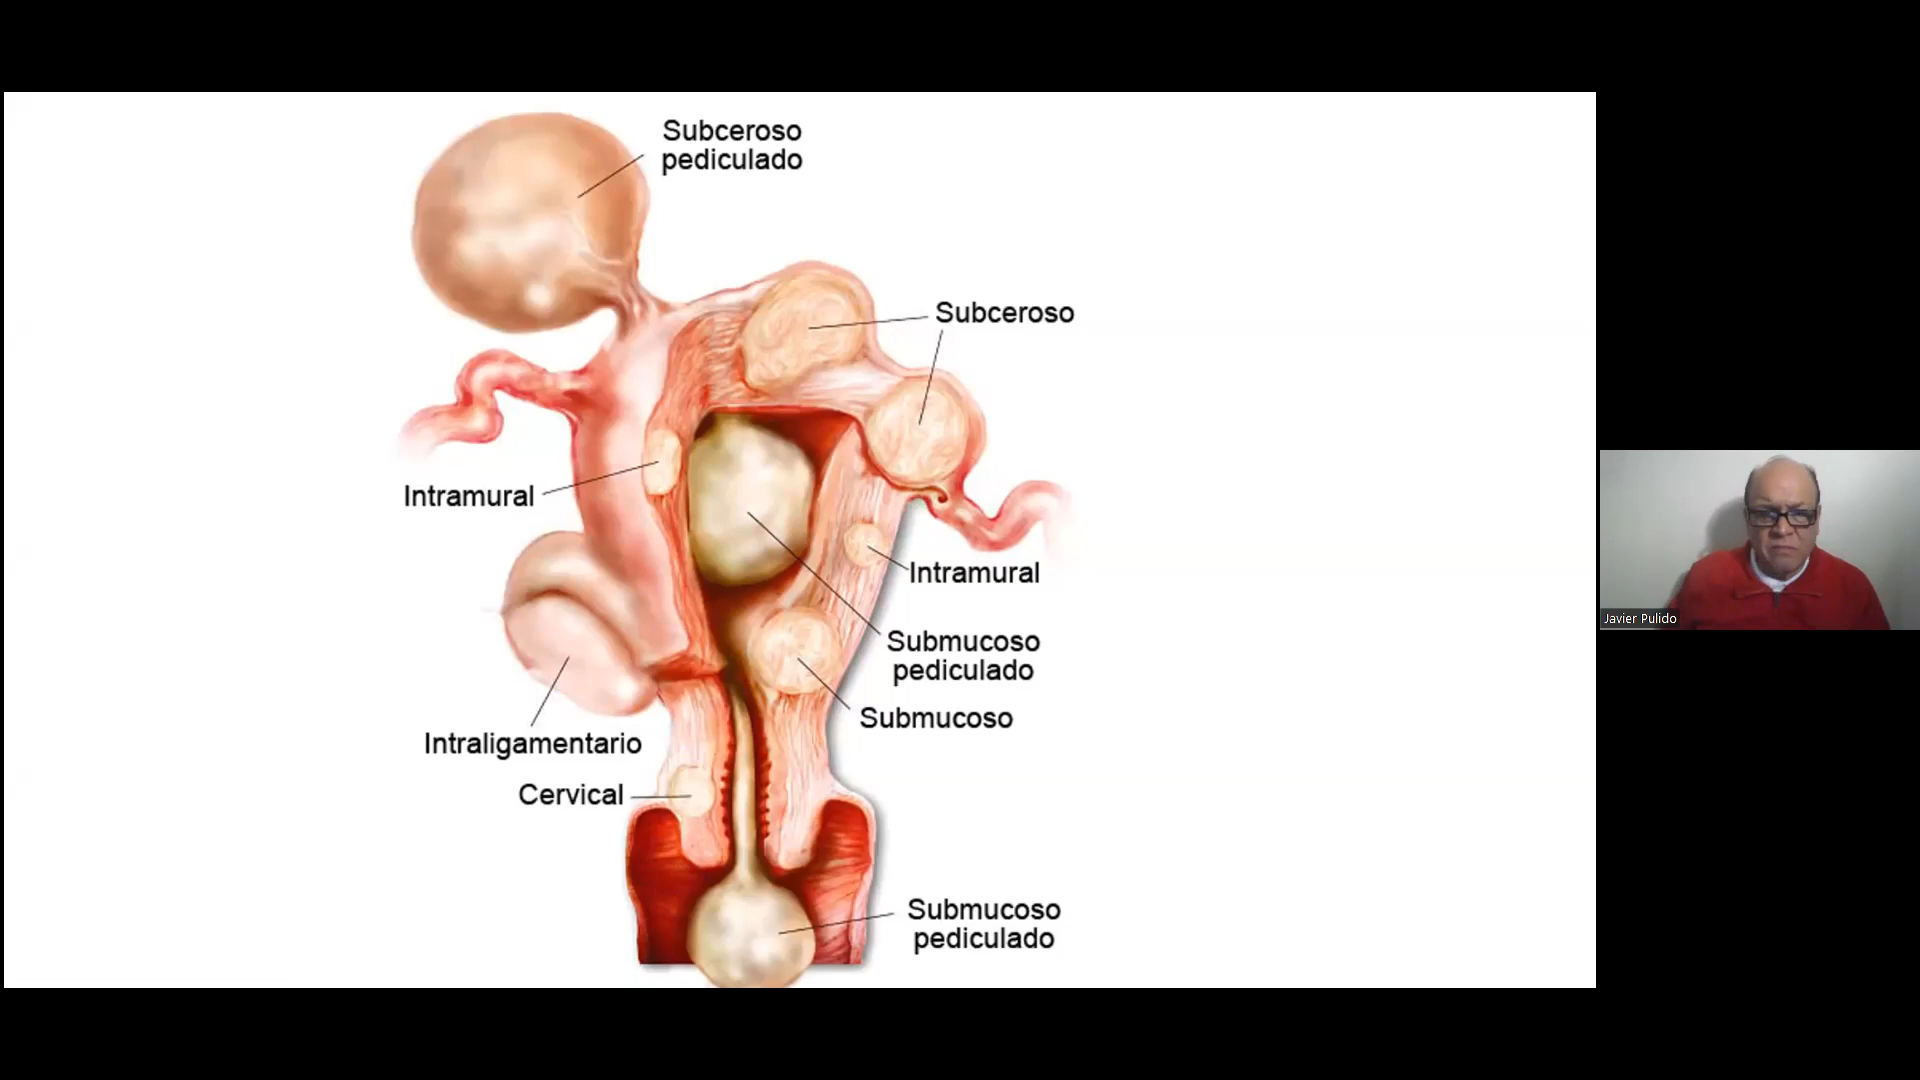 Subceroso
pediculado
Subceroso
Intramural
Intramural
Submucoso
pediculado
Submucoso
Intraligamentario
Cervical
Submucoso
pediculado
Javier Pulido